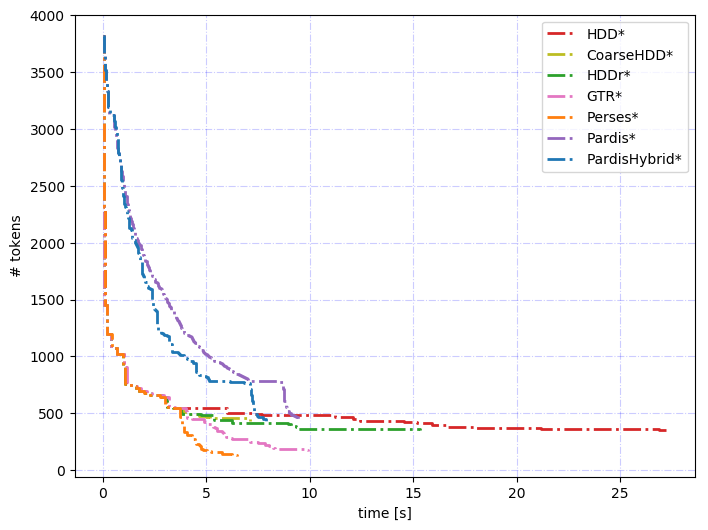 4000
3500
3000
2500
2000
1500
1000
500
0
# tokens
0 5 10 15 20 25
time [s]
HDD*
CoarseHDD*
HDDr*
GTR*
Perses*
Pardis*
PardisHybrid*